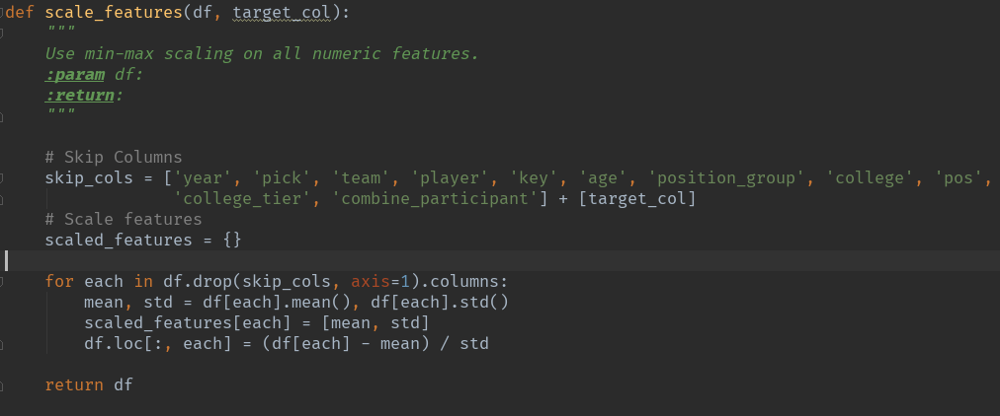 def scale_features(df, target_col):
    """
    Use min-max scaling on all numeric features.
    :param df:
    :return:
    """

    # Skip Columns
    skip_cols = ['year', 'pick', 'team', 'player', 'key', 'age', 'position_group', 'college', 'pos',
                 'college_tier', 'combine_participant'] + [target_col]
    # Scale features
    scaled_features = {}

    for each in df.drop(skip_cols, axis=1).columns:
        mean, std = df[each].mean(), df[each].std()
        scaled_features[each] = [mean, std]
        df.loc[:, each] = (df[each] - mean) / std

    return df